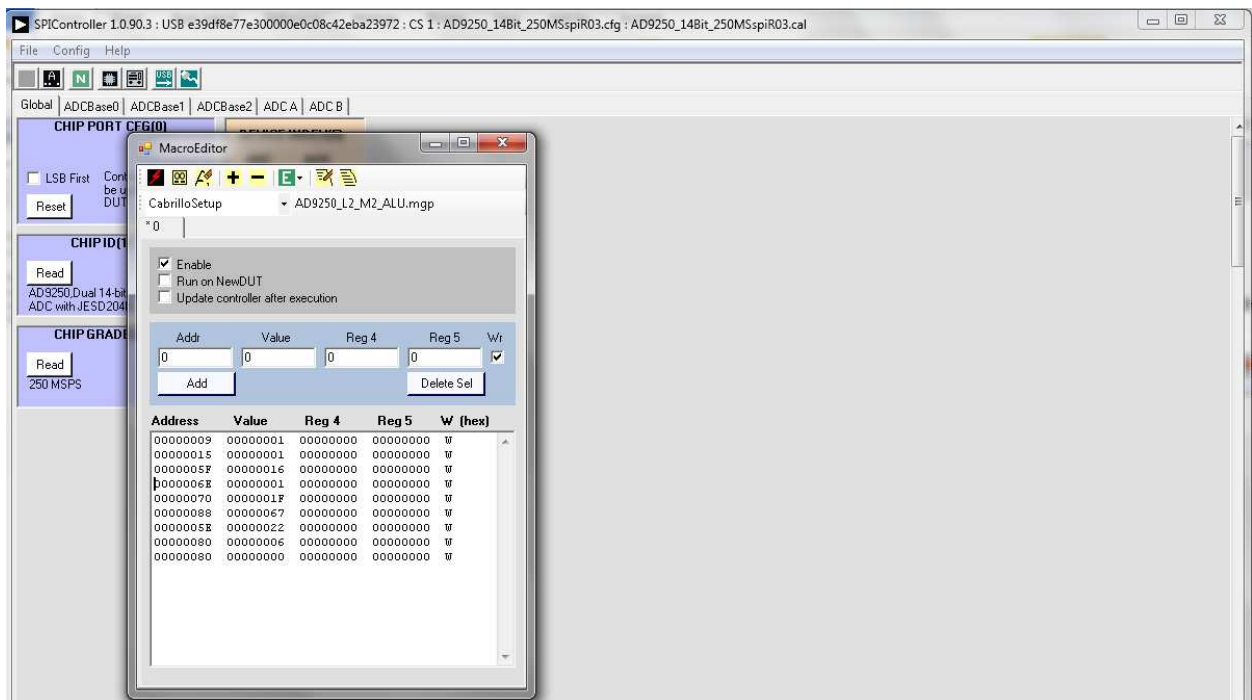 SPIController 1.0.90.3 : USB e39df8e77e300000e0c08c42eba23972 : CS 1 : AD9250_14Bit_250MSspiR03.cfg : AD9250_14Bit_250MSspiR03.cal
File Config Help
Global ADCBase0 ADCBase1 ADCBase2 ADC A ADC B
CHIP PORT CFG(0)
LSB First Cont
be u
Reset DUT
CHIP ID(1
Read
AD9250,Dual 14-bit
ADC with JESD204
CHIP GRADE
Read
250 MSPS
MacroEditor
CabrilloSetup AD9250_L2_M2_ALU.mgp
* 0
Enable
Run on NewDUT
Update controller after execution
Addr Value Reg 4 Reg 5 Wr
0 0 0 0
Add Delete Sel
Address Value Reg 4 Reg 5 W (hex)
00000009 00000001 00000000 00000000 W
00000015 00000001 00000000 00000000 W
0000005F 00000016 00000000 00000000 W
0000006E 00000001 00000000 00000000 W
00000070 0000001F 00000000 00000000 W
00000088 00000067 00000000 00000000 W
0000005E 00000022 00000000 00000000 W
00000080 00000006 00000000 00000000 W
00000080 00000000 00000000 00000000 W